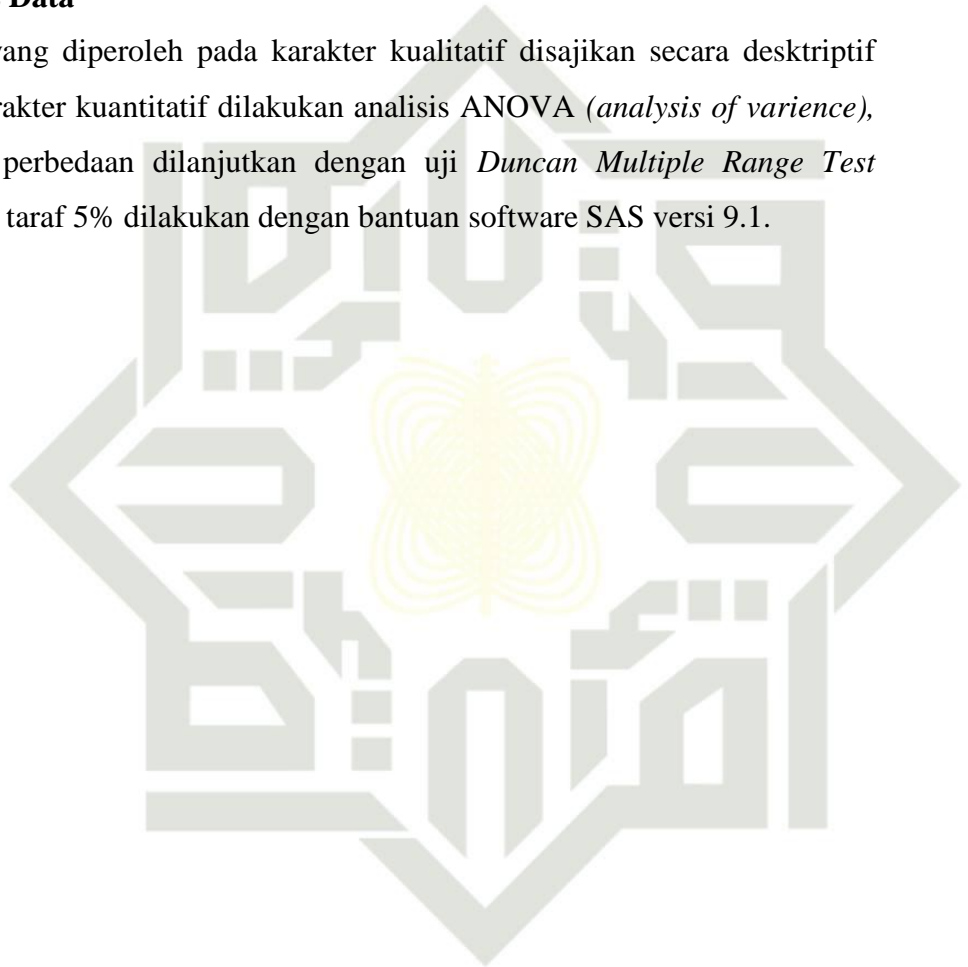 Data
yang diperoleh pada karakter kualitatif disajikan secara desktriptif
rakter kuantitatif dilakukan analisis ANOVA (analysis of varience),
perbedaan dilanjutkan dengan uji Duncan Multiple Range Test
taraf 5% dilakukan dengan bantuan software SAS versi 9.1.